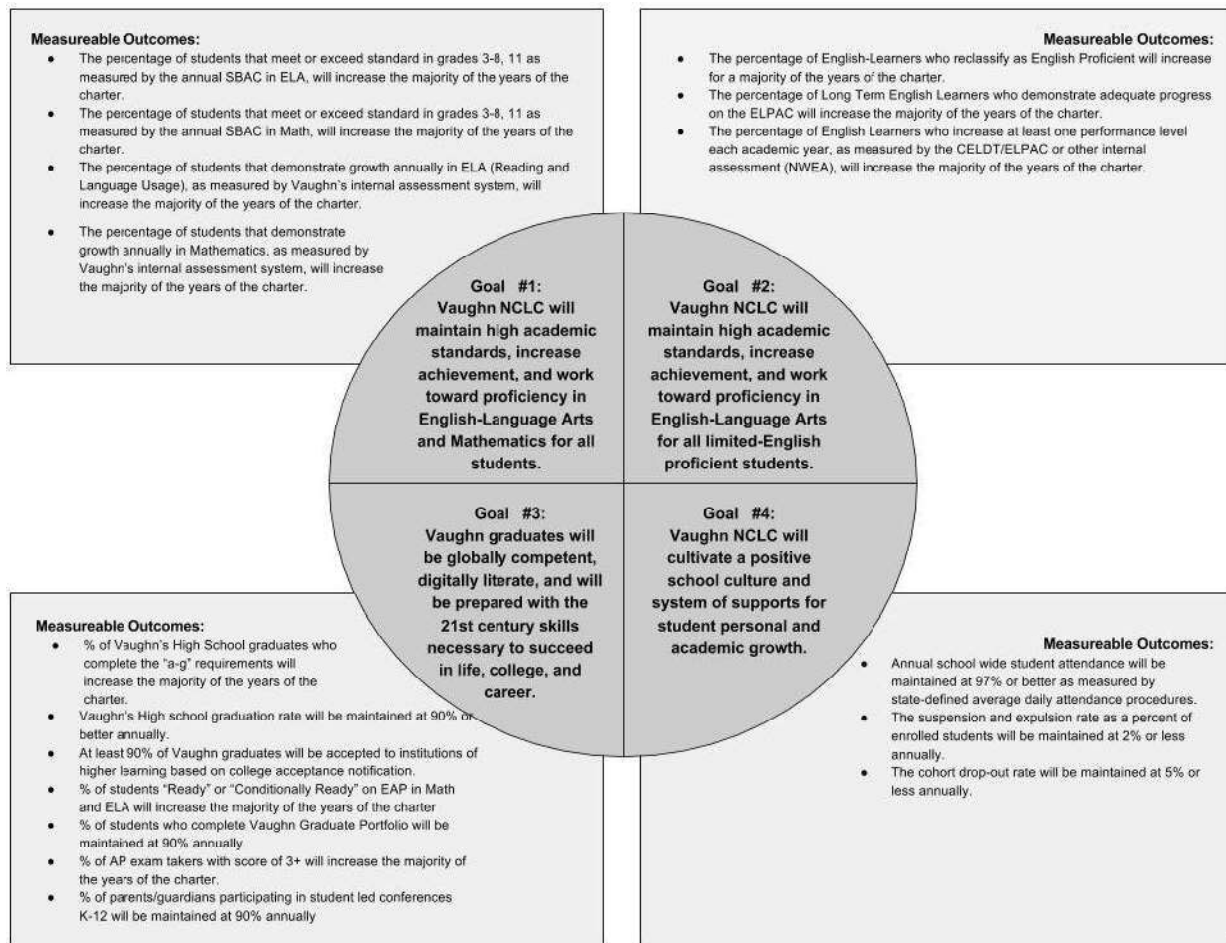 Measureable Outcomes:
● The percentage of students that meet or exceed standard in grades 3-8, 11 as
measured by the annual SBAC in ELA, will increase the majority of the years of the
charter.
● The percentage of students that meet or exceed standard in grades 3-8, 11 as
measured by the annual SBAC in Math, will increase the majority of the years of the
charter.
● The percentage of students that demonstrate growth annually in ELA (Reading and
Language Usage), as measured by Vaughn's internal assessment system, will
increase the majority of the years of the charter.
● The percentage of students that demonstrate
growth annually in Mathematics, as measured by
Vaughn's internal assessment system, will increase
the majority of the years of the charter.
Measureable Outcomes:
● The percentage of English-Learners who reclassify as English Proficient will increase
for a majority of the years of the charter.
● The percentage of Long Term English Learners who demonstrate adequate progress
on the ELPAC will increase the majority of the years of the charter.
● The percentage of English Learners who increase at least one performance level
each academic year, as measured by the CELDT/ELPAC or other internal
assessment (NWEA), will increase the majority of the years of the charter.
Goal #1:
Vaughn NCLC will
maintain high academic
standards, increase
achievement, and work
toward proficiency in
English-Language Arts
and Mathematics for all
students.
Goal #2:
Vaughn NCLC will
maintain high academic
standards, increase
achievement, and work
toward proficiency in
English-Language Arts
for all limited-English
proficient students.
Goal #3:
Vaughn graduates will
be globally competent,
digitally literate, and will
be prepared with the
21st century skills
necessary to succeed
in life, college, and
career.
Goal #4:
Vaughn NCLC will
cultivate a positive
school culture and
system of supports for
student personal and
academic growth.
Measureable Outcomes:
● % of Vaughn's High School graduates who
complete the "a-g" requirements will
increase the majority of the years of the
charter.
● Vaughn's High school graduation rate will be maintained at 90% or
better annually.
● At least 90% of Vaughn graduates will be accepted to institutions of
higher learning based on college acceptance notification.
● % of students "Ready" or "Conditionally Ready" on EAP in Math
and ELA will increase the majority of the years of the charter
● % of students who complete Vaughn Graduate Portfolio will be
maintained at 90% annually
● % of AP exam takers with score of 3+ will increase the majority of
the years of the charter.
● % of parents/guardians participating in student led conferences
K-12 will be maintained at 90% annually
Measureable Outcomes:
● Annual school wide student attendance will be
maintained at 97% or better as measured by
state-defined average daily attendance procedures.
● The suspension and expulsion rate as a percent of
enrolled students will be maintained at 2% or less
annually.
● The cohort drop-out rate will be maintained at 5% or
less annually.